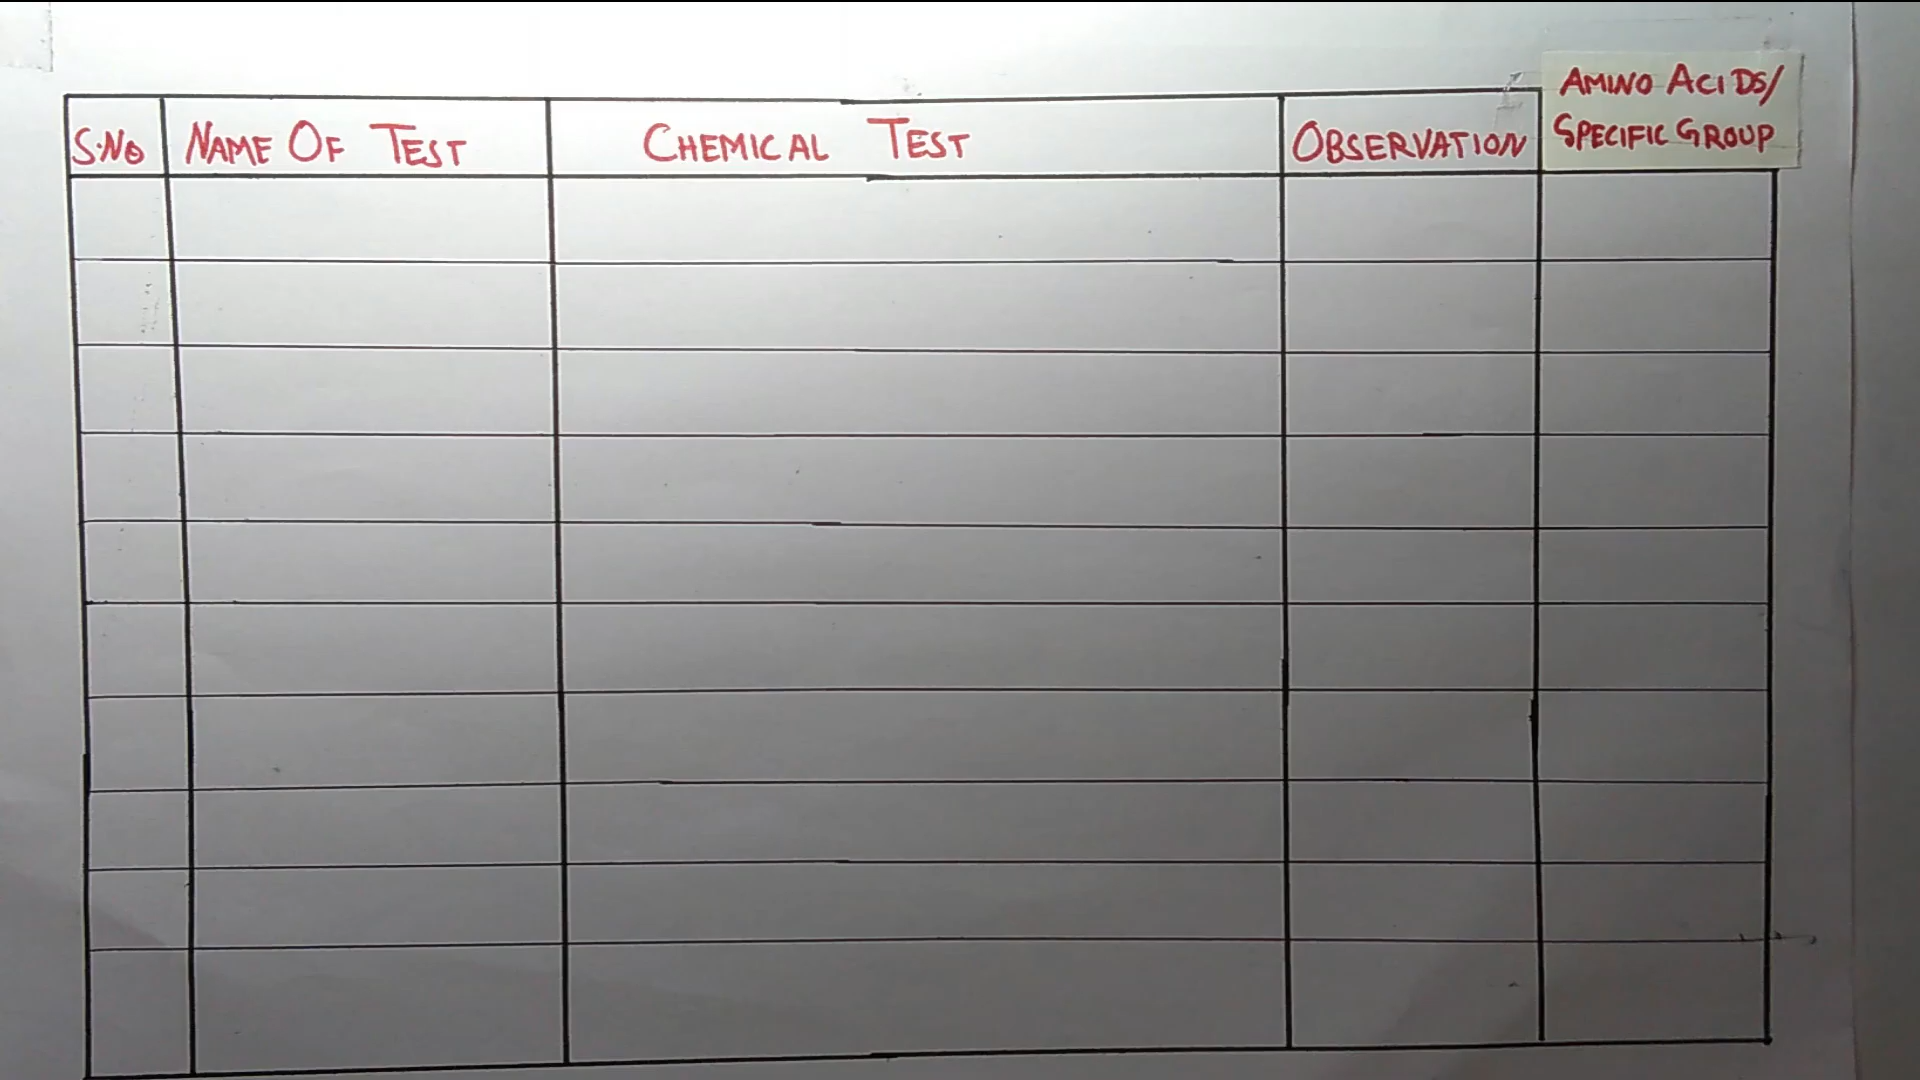 S.No
NAME OF TEST
CHEMICAL TEST
OBSERVATION
AMINO ACIDS/
SPECIFIC GROUP